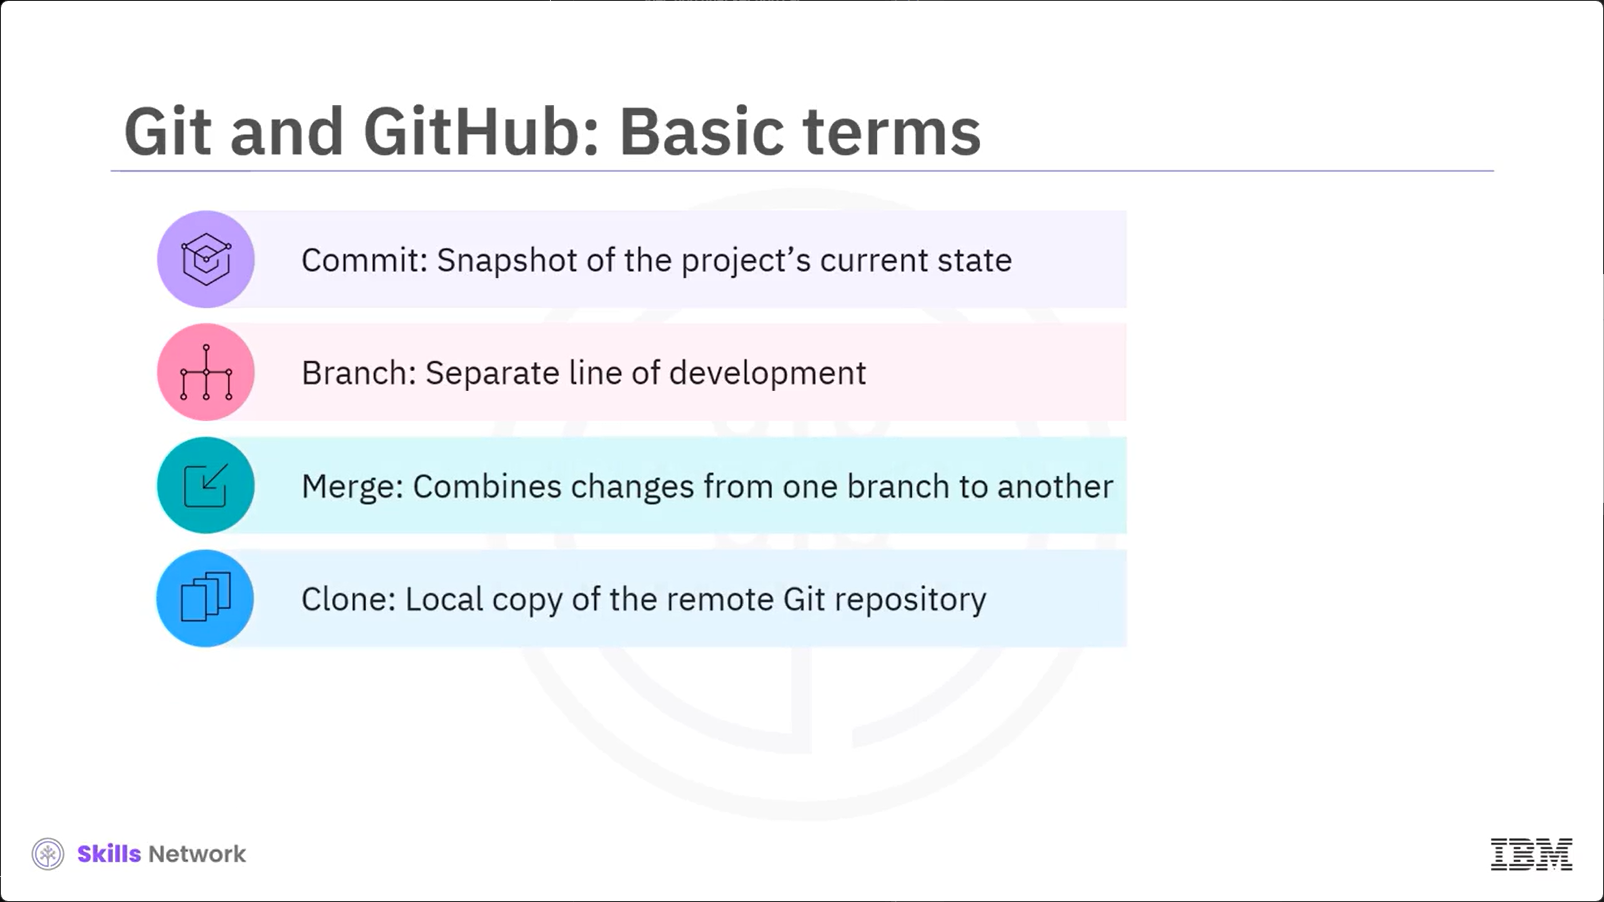 Git and GitHub: Basic terms
Commit: Snapshot of the project’s current state
Branch: Separate line of development
Merge: Combines changes from one branch to another
Clone: Local copy of the remote Git repository
Skills Network
IBM